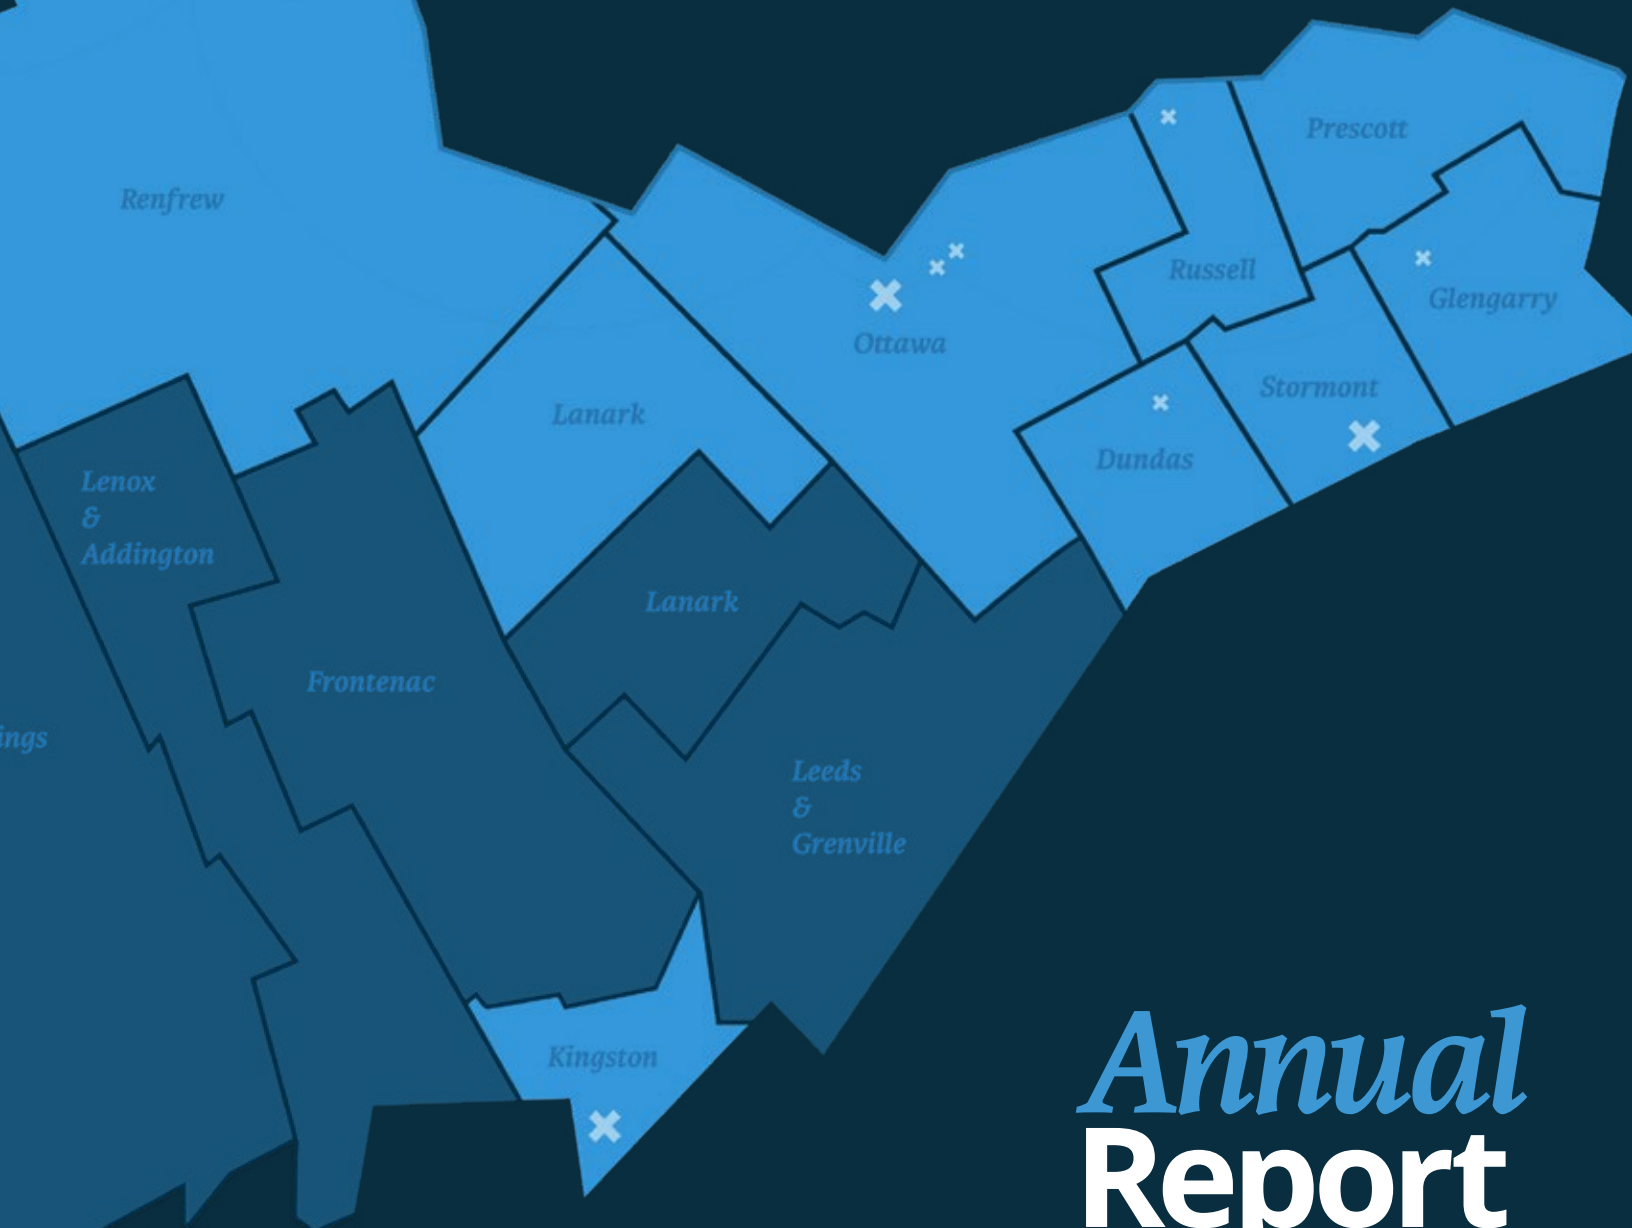 Prescott
Renfrew
Russell
Glengarry
Ottawa
Stormont
Lanark
Dundas
Lenox
&
Addington
Lanark
Frontenac
ings
Leeds
&
Grenville
Kingston
Annual
Report